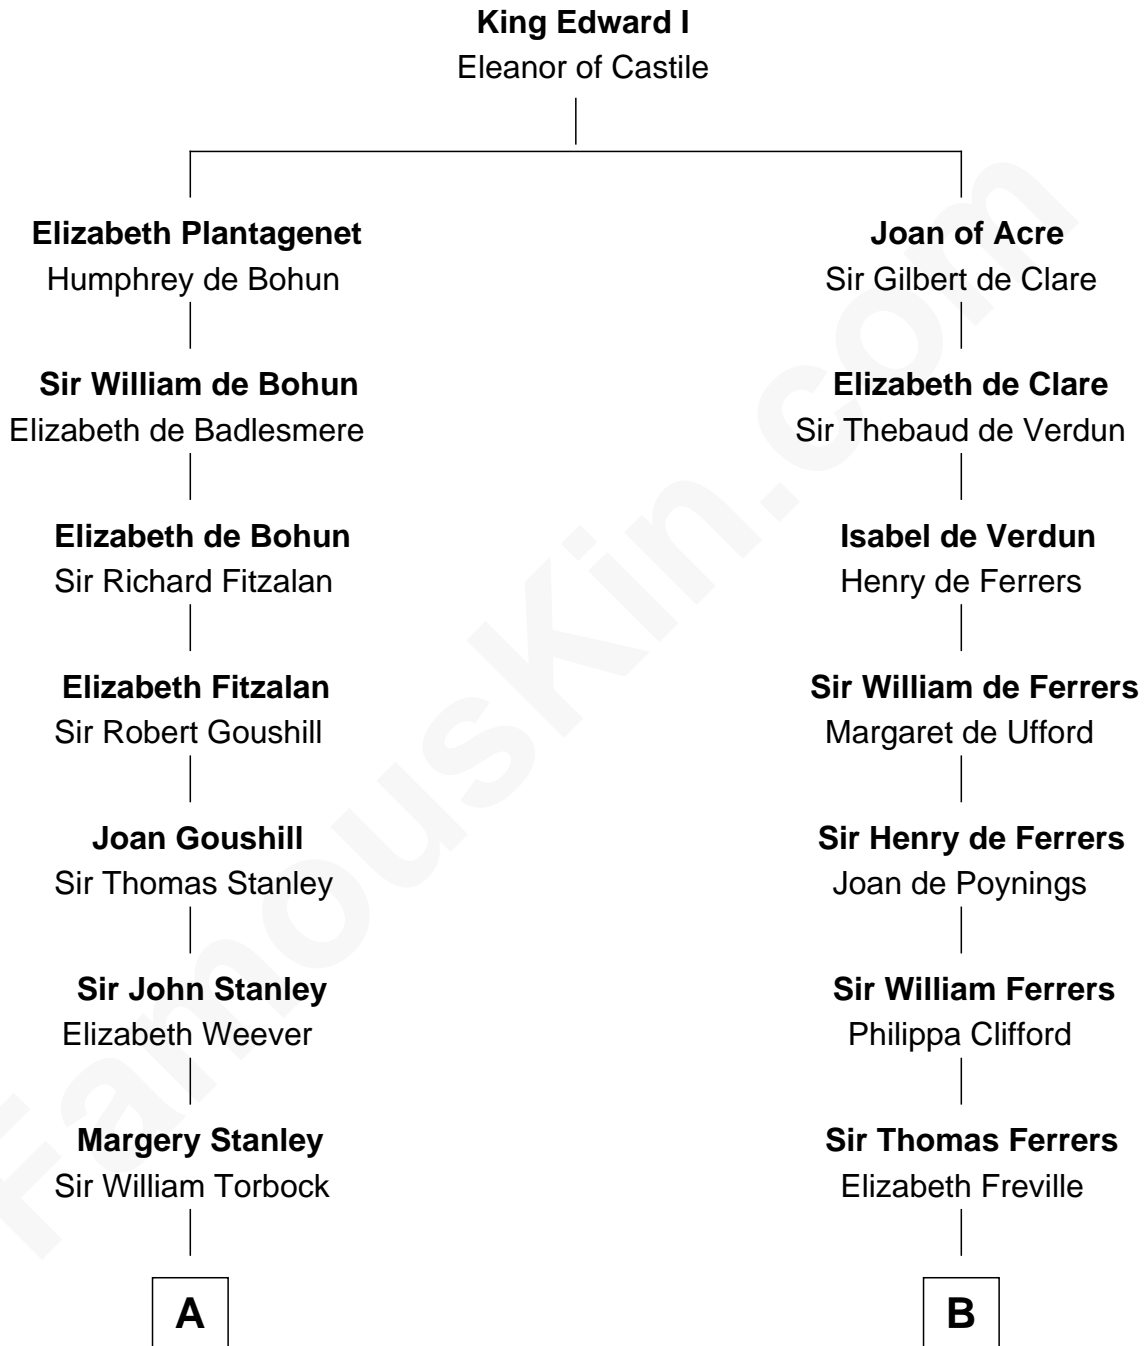 King Edward I
Eleanor of Castile
Elizabeth Plantagenet
Humphrey de Bohun
Joan of Acre
Sir Gilbert de Clare
Sir William de Bohun
Elizabeth de Badlesmere
Elizabeth de Clare
Sir Thebaud de Verdun
Elizabeth de Bohun
Sir Richard Fitzalan
Isabel de Verdun
Henry de Ferrers
Elizabeth Fitzalan
Sir Robert Goushill
Sir William de Ferrers
Margaret de Ufford
Joan Goushill
Sir Thomas Stanley
Sir Henry de Ferrers
Joan de Poynings
Sir John Stanley
Elizabeth Weever
Sir William Ferrers
Philippa Clifford
Margery Stanley
Sir William Torbock
Sir Thomas Ferrers
Elizabeth Freville
A
B
FamousKin.com